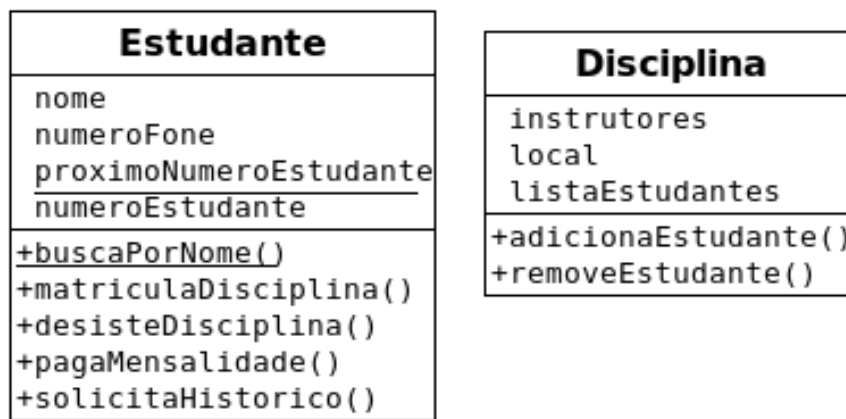 Estudante
nome
numeroFone
proximoNumeroEstudante
numeroEstudante
+buscaPorNome()
+matriculaDisciplina()
+desisteDisciplina()
+pagaMensalidade()
+solicitaHistorico()
Disciplina
instrutores
local
listaEstudantes
+adicionaEstudante()
+removeEstudante()